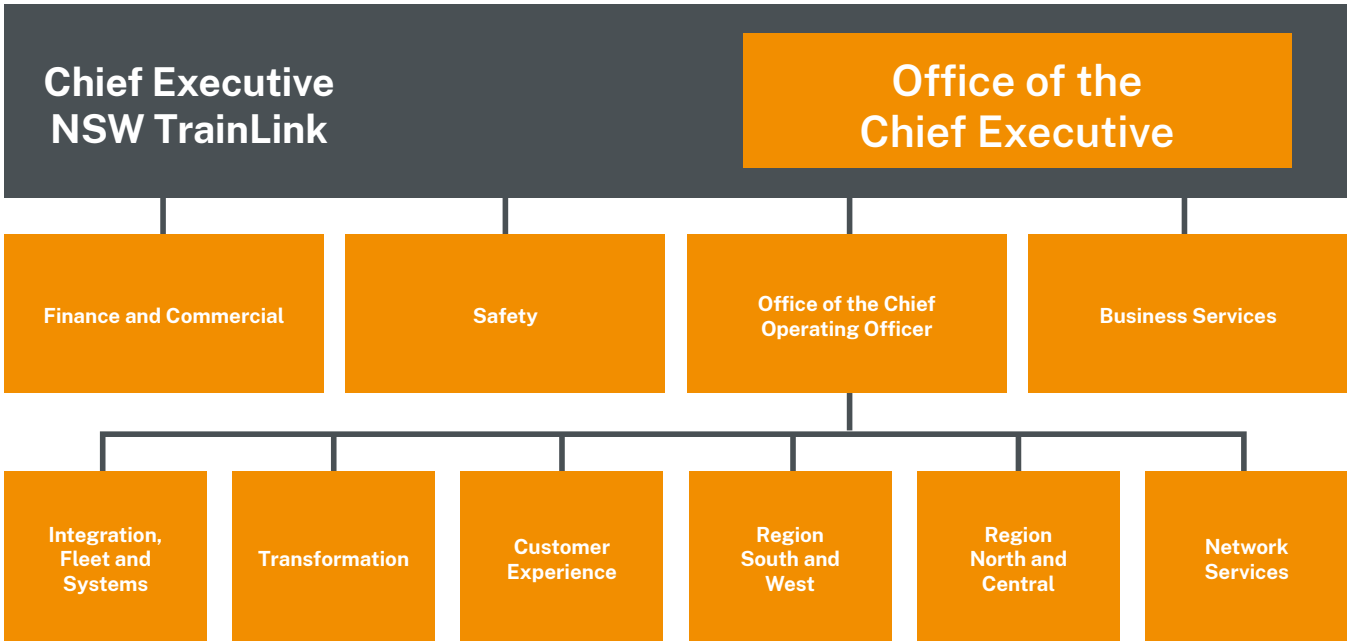 Chief Executive
NSW TrainLink
Office of the
Chief Executive
Finance and Commercial
Safety
Office of the Chief
Operating Officer
Business Services
Integration,
Fleet and
Systems
Transformation
Customer
Experience
Region
South and
West
Region
North and
Central
Network
Services